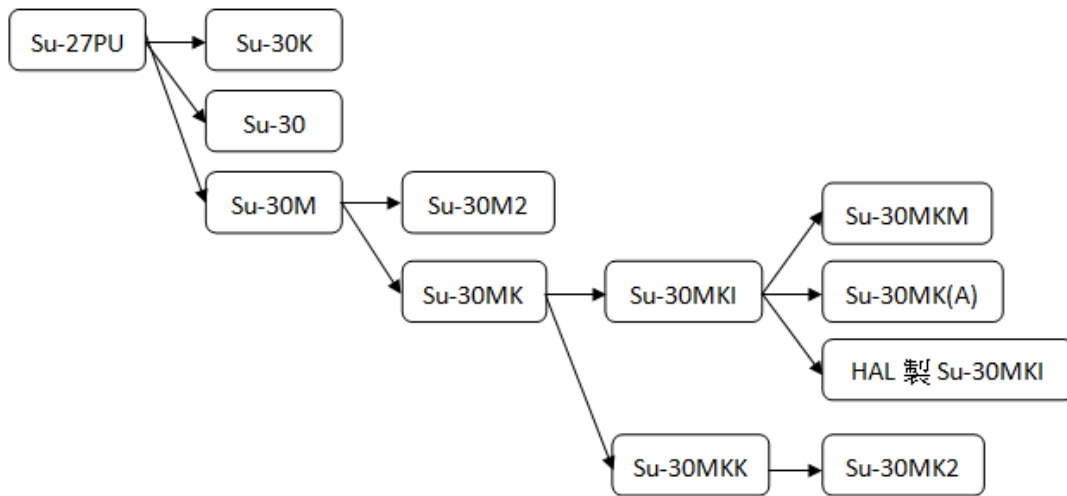 Su-27PU
Su-30K
Su-30
Su-30M
Su-30M2
Su-30MKM
Su-30MK
Su-30MKI
Su-30MK(A)
HAL 製 Su-30MKI
Su-30MKK
Su-30MK2